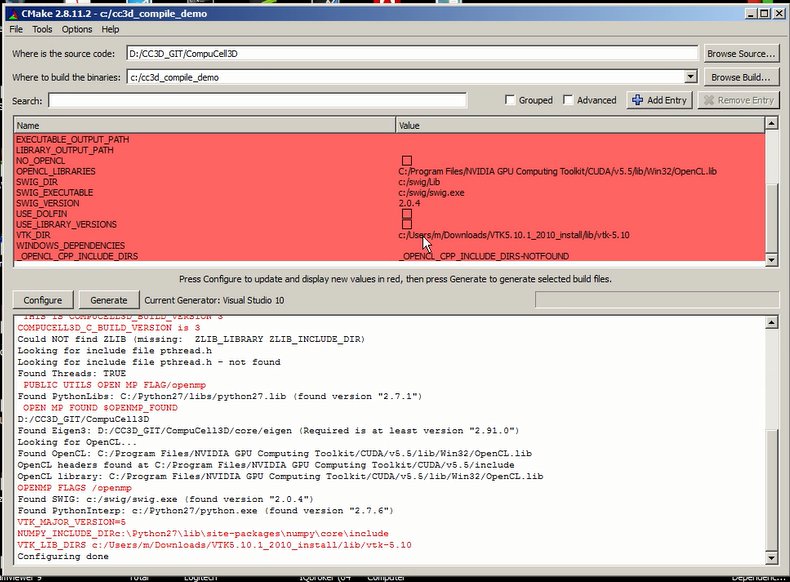 CMake 2.8.11.2 - c:/cc3d_compile_demo
File Tools Options Help
Where is the source code: D:/CC3D_GIT/CompuCell3D Browse Source...
Where to build the binaries: c:/cc3d_compile_demo Browse Build...
Search: Grouped Advanced Add Entry Remove Entry
Name Value
EXECUTABLE_OUTPUT_PATH
LIBRARY_OUTPUT_PATH
NO_OPENCL
OPENCL_LIBRARIES C:/Program Files/NVIDIA GPU Computing Toolkit/CUDA/v5.5/lib/Win32/OpenCL.lib
SWIG_DIR c:/swig/Lib
SWIG_EXECUTABLE c:/swig/swig.exe
SWIG_VERSION 2.0.4
USE_DOLFIN
USE_LIBRARY_VERSIONS
VTK_DIR c:/Users/m/Downloads/VTK5.10.1_2010_install/lib/vtk-5.10
WINDOWS_DEPENDENCIES
_OPENCL_CPP_INCLUDE_DIRS _OPENCL_CPP_INCLUDE_DIRS-NOTFOUND
Press Configure to update and display new values in red, then press Generate to generate selected build files.
Configure Generate Current Generator: Visual Studio 10
THIS IS COMPUCELL3D_BUILD_VERSION 3
COMPUCELL3D_C_BUILD_VERSION is 3
Could NOT find ZLIB (missing: ZLIB_LIBRARY ZLIB_INCLUDE_DIR)
Looking for include file pthread.h
Looking for include file pthread.h - not found
Found Threads: TRUE
PUBLIC UTILS OPEN MP FLAG/openmp
Found PythonLibs: C:/Python27/libs/python27.lib (found version "2.7.1")
OPEN MP FOUND $OPENMP_FOUND
D:/CC3D_GIT/CompuCell3D
Found Eigen3: D:/CC3D_GIT/CompuCell3D/core/eigen (Required is at least version "2.91.0")
Looking for OpenCL...
Found OpenCL: C:/Program Files/NVIDIA GPU Computing Toolkit/CUDA/v5.5/lib/Win32/OpenCL.lib
OpenCL headers found at C:/Program Files/NVIDIA GPU Computing Toolkit/CUDA/v5.5/include
OpenCL library: C:/Program Files/NVIDIA GPU Computing Toolkit/CUDA/v5.5/lib/Win32/OpenCL.lib
OPENMP FLAGS /openmp
Found SWIG: c:/swig/swig.exe (found version "2.0.4")
Found PythonInterp: c:/Python27/python.exe (found version "2.7.6")
VTK_MAJOR_VERSION=5
NUMPY_INCLUDE_DIRc:\Python27\lib\site-packages\numpy\core\include
VTK_LIB_DIRS c:/Users/m/Downloads/VTK5.10.1_2010_install/lib/vtk-5.10
Configuring done